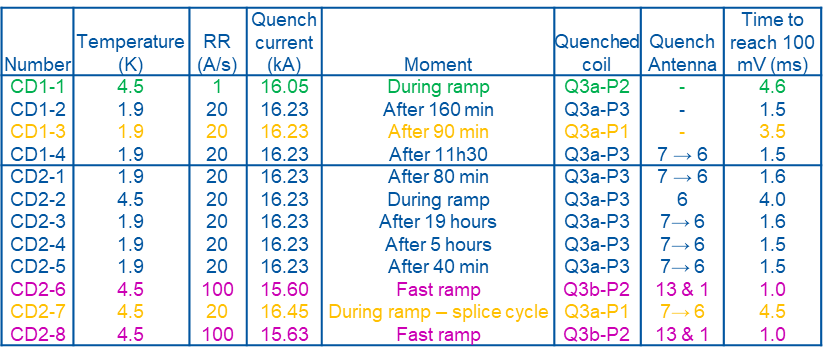 Number Temperature (K) RR (A/s) Quench current (kA) Moment Quenched coil Quench Antenna Time to reach 100 mV (ms)
CD1-1 4.5 1 16.05 During ramp Q3a-P2 - 4.6
CD1-2 1.9 20 16.23 After 160 min Q3a-P3 - 1.5
CD1-3 1.9 20 16.23 After 90 min Q3a-P1 - 3.5
CD1-4 1.9 20 16.23 After 11h30 Q3a-P3 7 → 6 1.5
CD2-1 1.9 20 16.23 After 80 min Q3a-P3 7 → 6 1.6
CD2-2 4.5 20 16.23 During ramp Q3a-P3 6 4.0
CD2-3 1.9 20 16.23 After 19 hours Q3a-P3 7→ 6 1.6
CD2-4 1.9 20 16.23 After 5 hours Q3a-P3 7→ 6 1.5
CD2-5 1.9 20 16.23 After 40 min Q3a-P3 7→ 6 1.5
CD2-6 4.5 100 15.60 Fast ramp Q3b-P2 13 & 1 1.0
CD2-7 4.5 20 16.45 During ramp – splice cycle Q3a-P1 7→ 6 4.5
CD2-8 4.5 100 15.63 Fast ramp Q3b-P2 13 & 1 1.0